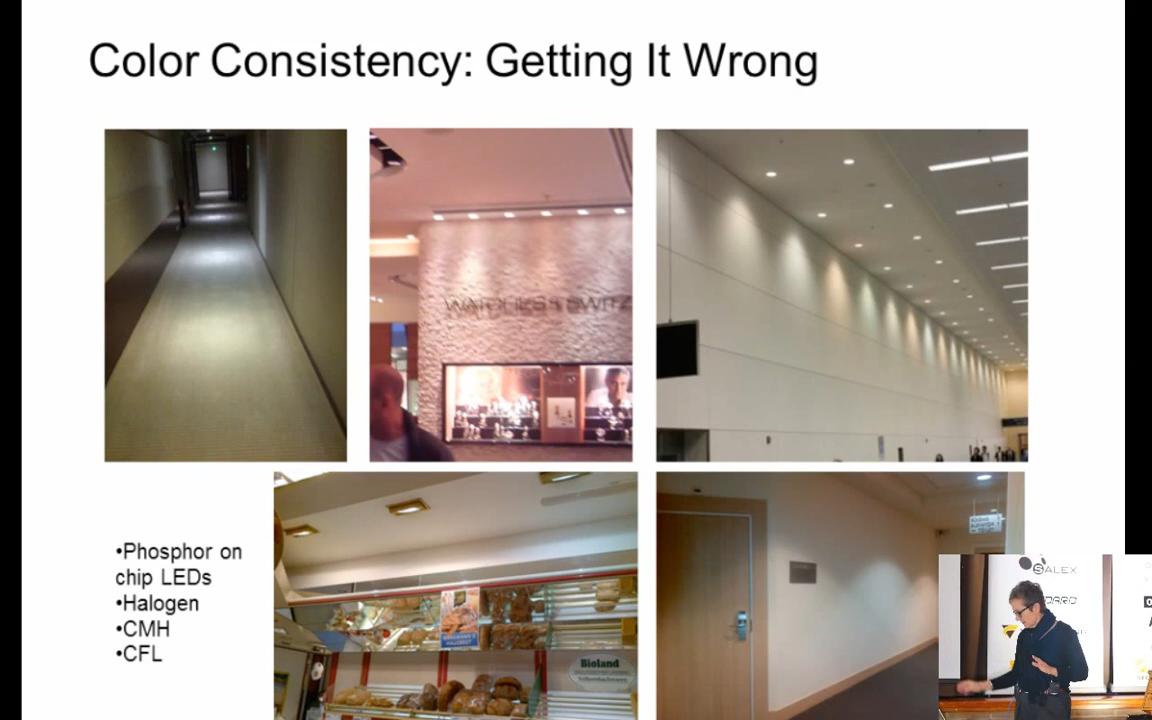 Color Consistency: Getting It Wrong
•Phosphor on
chip LEDs
•Halogen
•CMH
•CFL
Bioland
SALEX